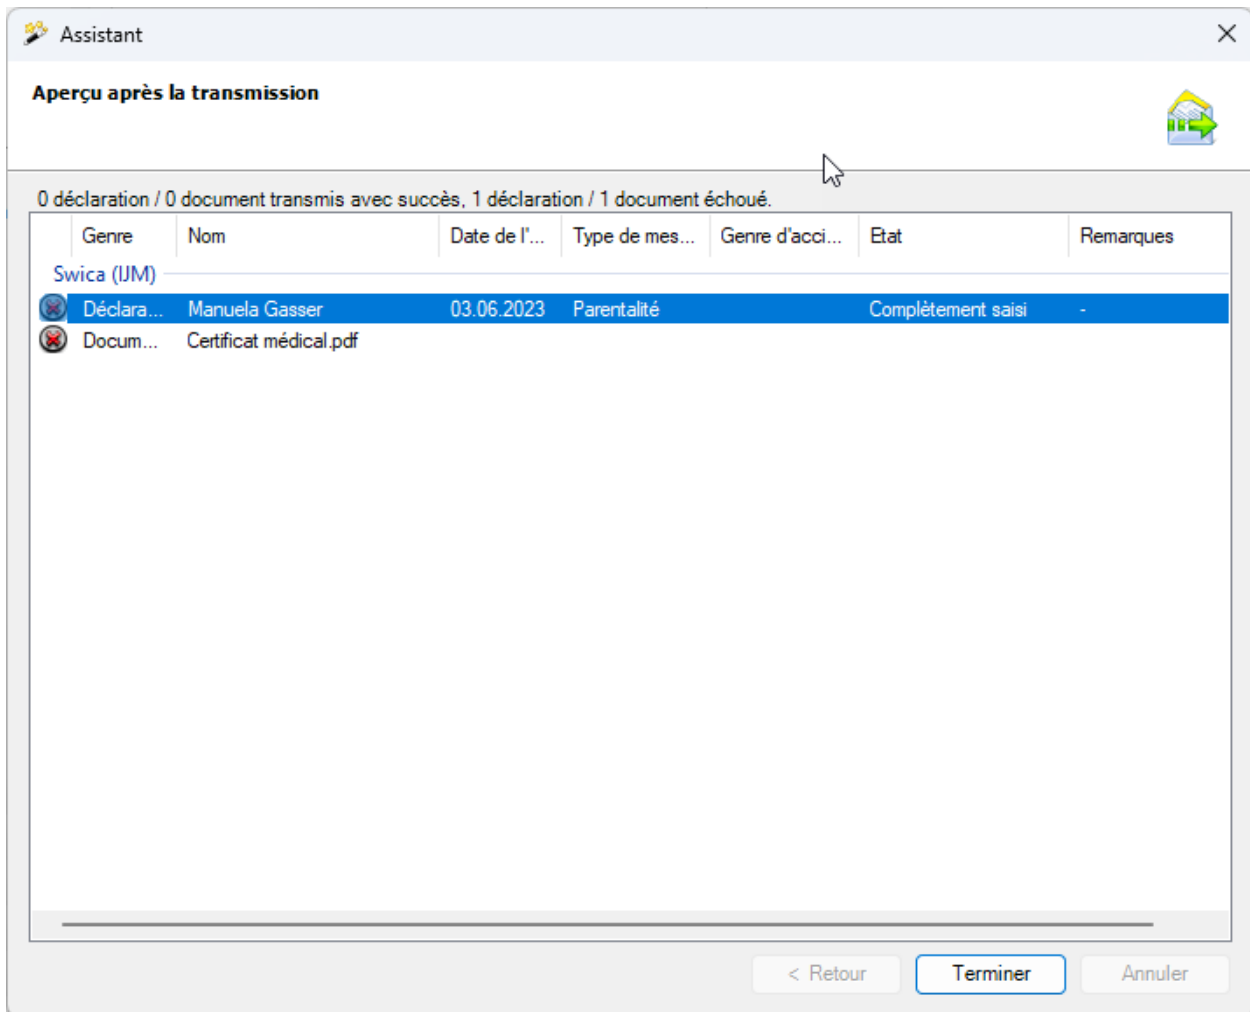 Assistant
Aperçu après la transmission
0 déclaration / 0 document transmis avec succès, 1 déclaration / 1 document échoué.
Genre Nom Date de l'... Type de mes... Genre d'acci... Etat Remarques
Swica (IJM)
Déclara... Manuela Gasser 03.06.2023 Parentalité Complètement saisi -
Docum... Certificat médical.pdf
< Retour Terminer Annuler